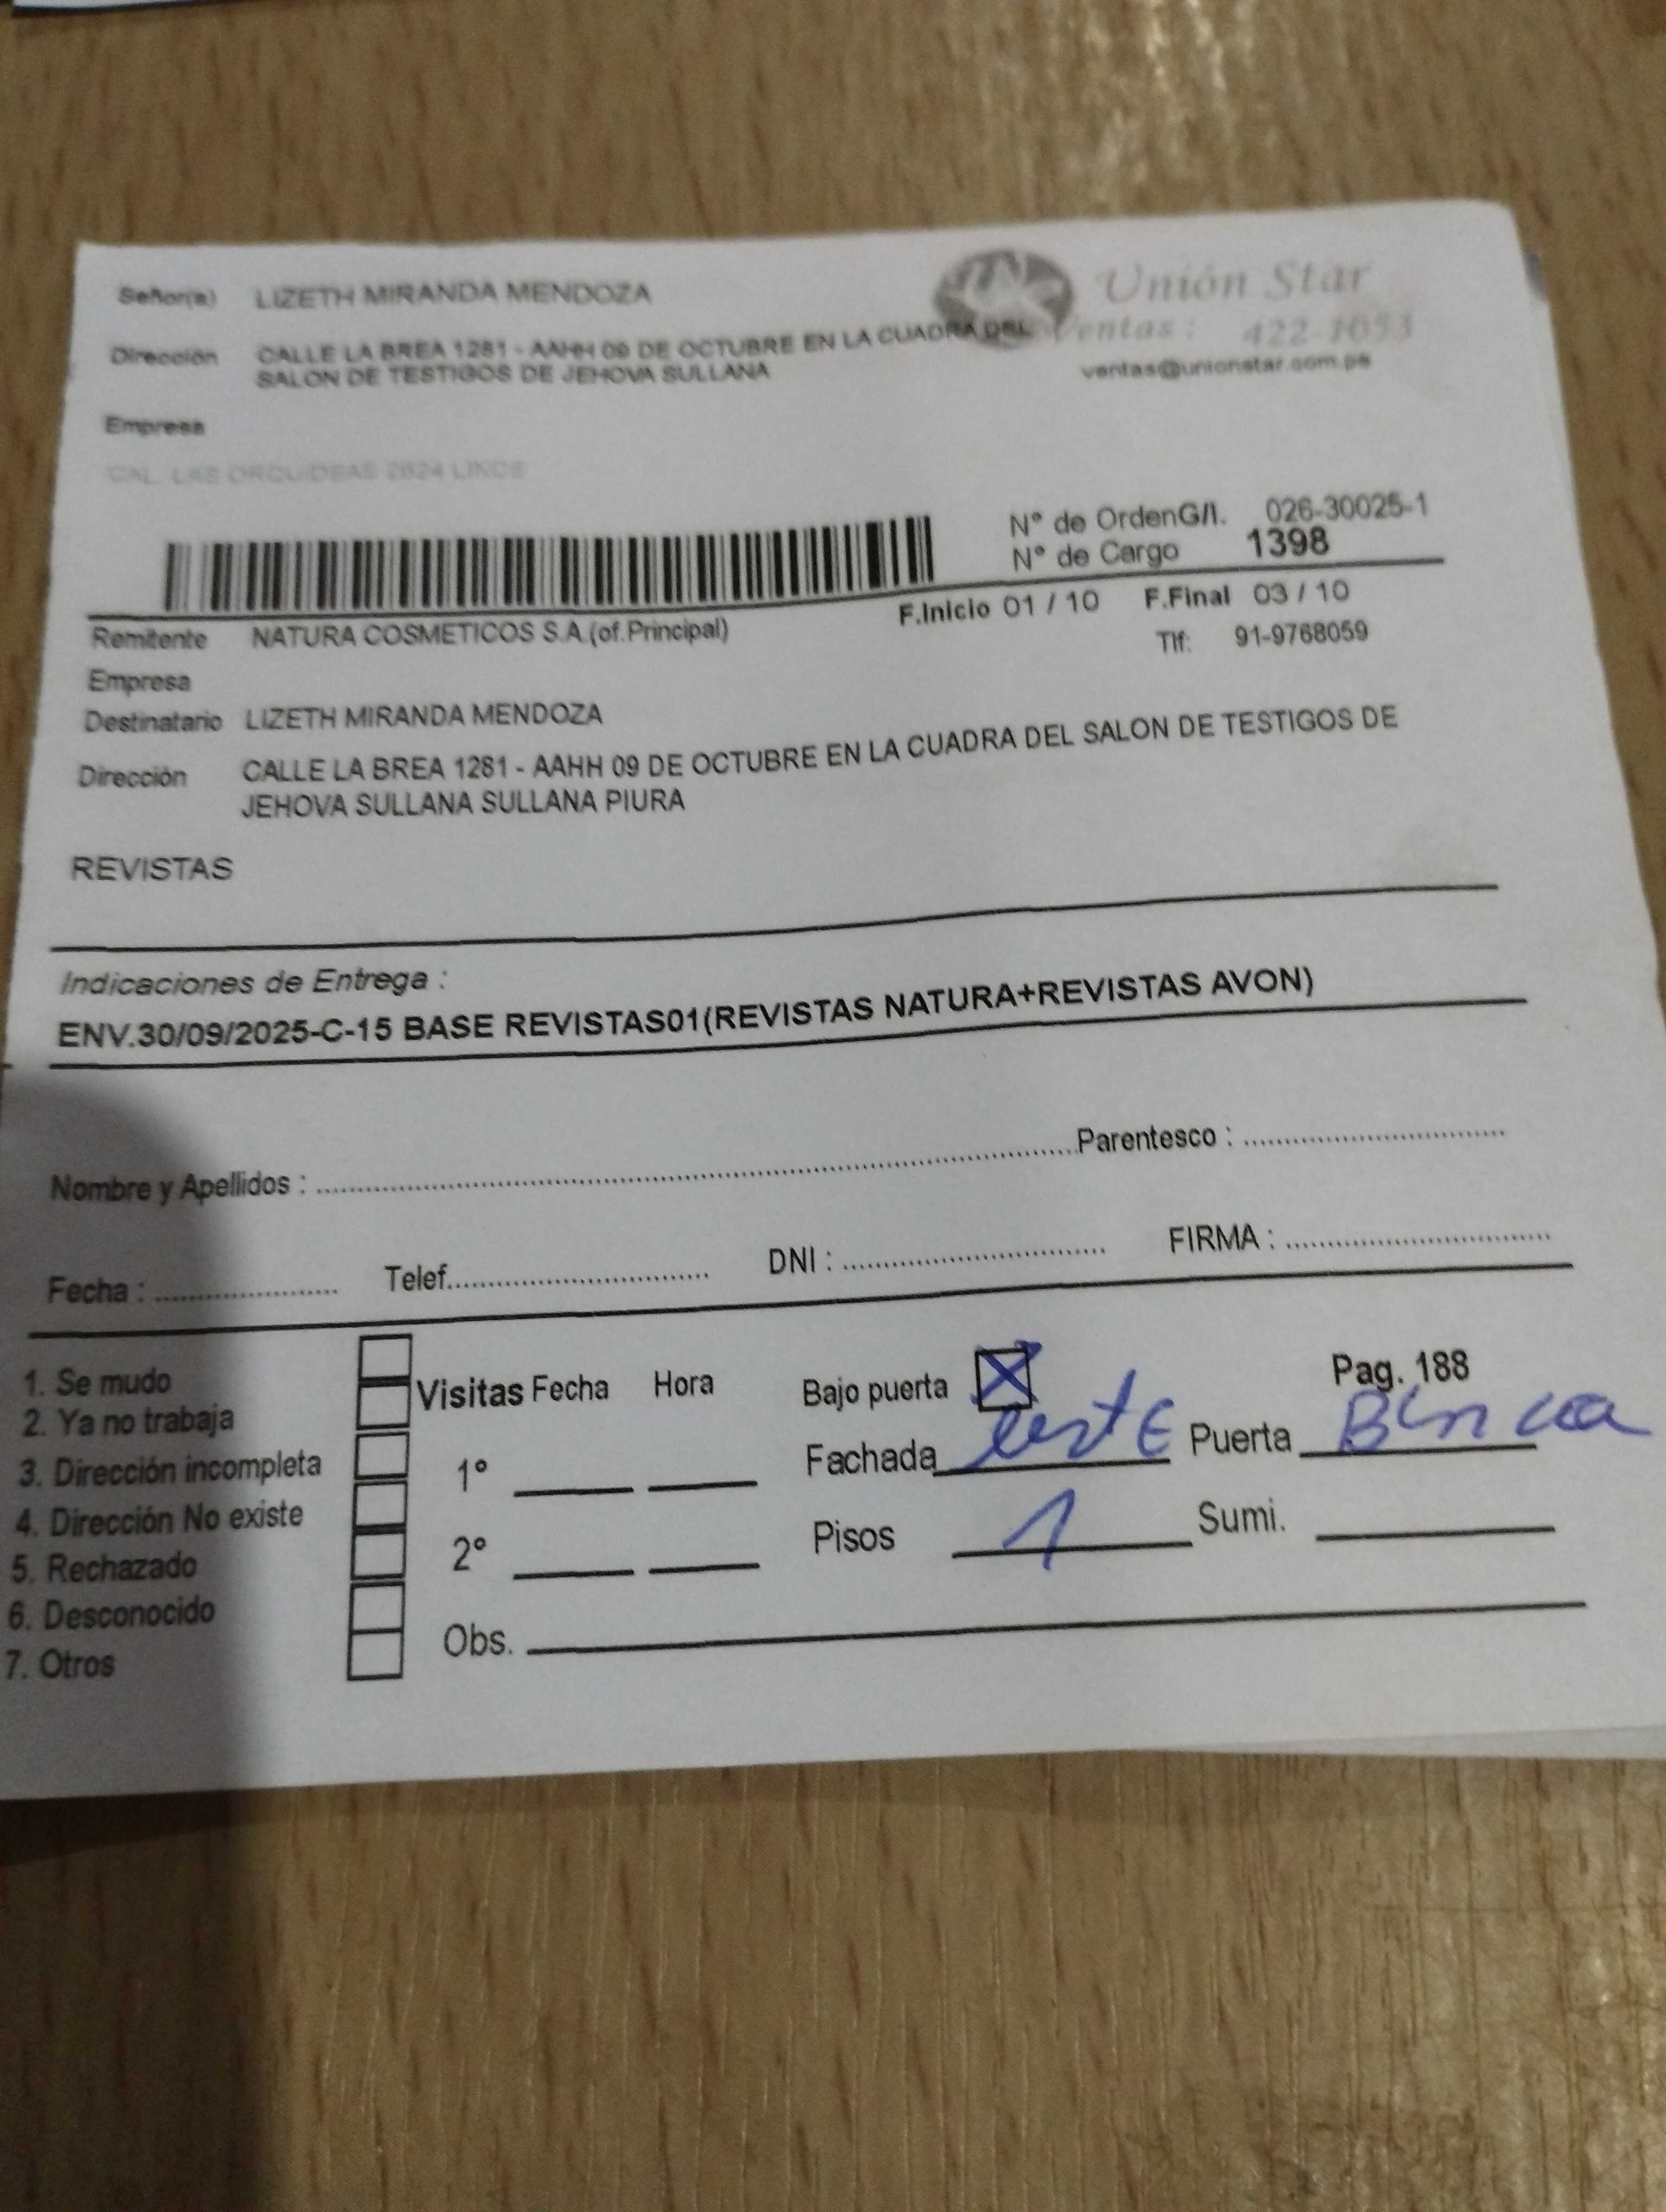 Señor(a) LIZETH MIRANDA MENDOZA
Unión Star
Dirección CALLE LA BREA 1281 - AAHH 09 DE OCTUBRE EN LA CUADRA DEL
Ventas : 422-1053
SALON DE TESTIGOS DE JEHOVA SULLANA
ventas@unionstar.com.pe
Empresa
CAL. LAS ORQUIDEAS 2624 LINCE
N° de OrdenG/I. 026-30025-1
N° de Cargo 1398
F.Inicio 01 / 10 F.Final 03 / 10
Remitente NATURA COSMETICOS S.A.(of.Principal)
Tlf: 91-9768059
Empresa
Destinatario LIZETH MIRANDA MENDOZA
Dirección CALLE LA BREA 1281 - AAHH 09 DE OCTUBRE EN LA CUADRA DEL SALON DE TESTIGOS DE
JEHOVA SULLANA SULLANA PIURA
REVISTAS
Indicaciones de Entrega :
ENV.30/09/2025-C-15 BASE REVISTAS01(REVISTAS NATURA+REVISTAS AVON)
Nombre y Apellidos : Parentesco :
Fecha : Telef. DNI : FIRMA :
1. Se mudo
2. Ya no trabaja
3. Dirección incompleta
4. Dirección No existe
5. Rechazado
6. Desconocido
7. Otros
Visitas Fecha Hora
1°
2°
Obs.
Bajo puerta X Pag. 188
Fachada Puerta
Pisos 1 Sumi.